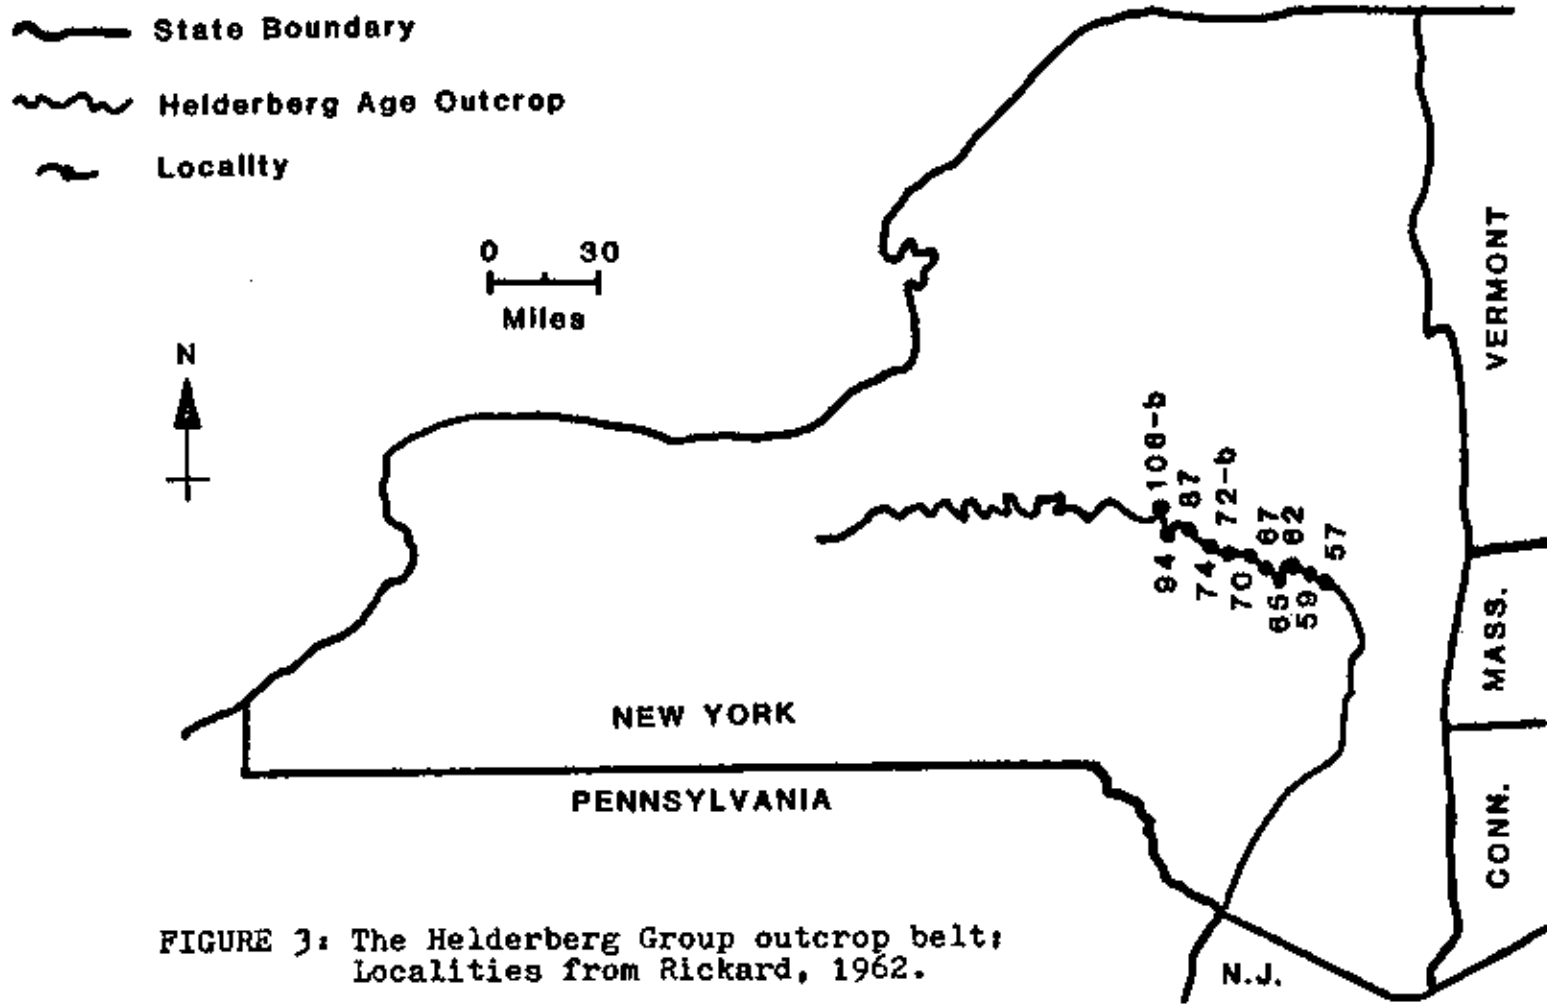 State Boundary
Helderberg Age Outcrop
Locality
0 30
Miles
N
VERMONT
108-b
87
72-b
67
62
57
94
74
70
65
59
MASS.
NEW YORK
PENNSYLVANIA
CONN.
N.J.
FIGURE 3: The Helderberg Group outcrop belt;
Localities from Rickard, 1962.